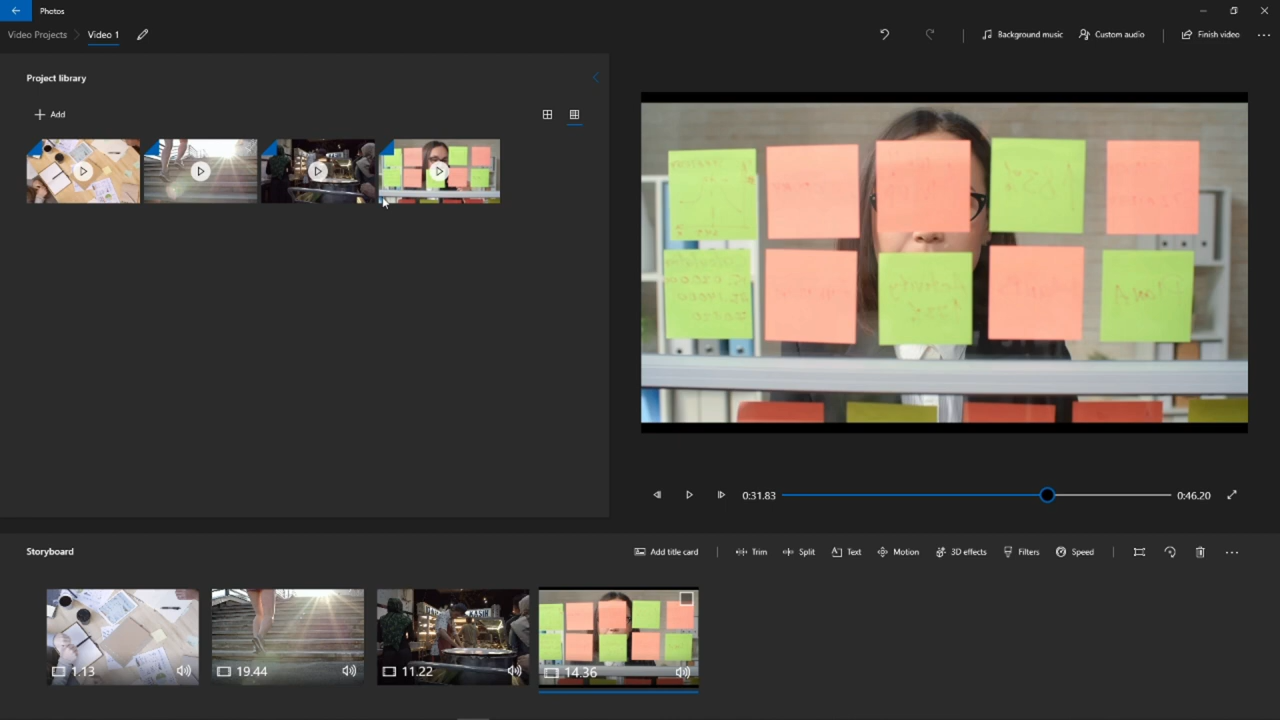 Photos
Video Projects
Video 1
Background music
Custom audio
Finish video
Project library
Add
0:31.83
0:46.20
Storyboard
Add title card
Trim
Split
Text
Motion
3D effects
Filters
Speed
1.13
19.44
11.22
14.36
KASIR